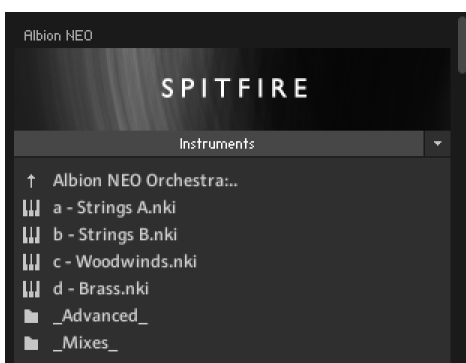 Albion NEO
SPITFIRE
Instruments
Albion NEO Orchestra:..
a - Strings A.nki
b - Strings B.nki
c - Woodwinds.nki
d - Brass.nki
_Advanced_
_Mixes_